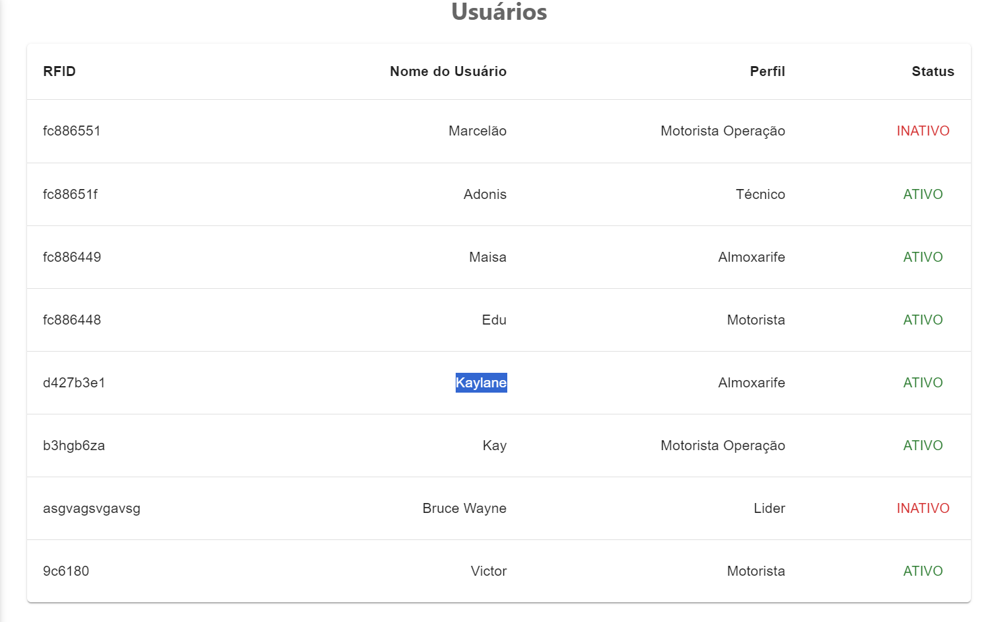 Usuários
RFID Nome do Usuário Perfil Status
fc886551 Marcelão Motorista Operação INATIVO
fc88651f Adonis Técnico ATIVO
fc886449 Maisa Almoxarife ATIVO
fc886448 Edu Motorista ATIVO
d427b3e1 Kaylane Almoxarife ATIVO
b3hgb6za Kay Motorista Operação ATIVO
asgvagsvgavsg Bruce Wayne Lider INATIVO
9c6180 Victor Motorista ATIVO